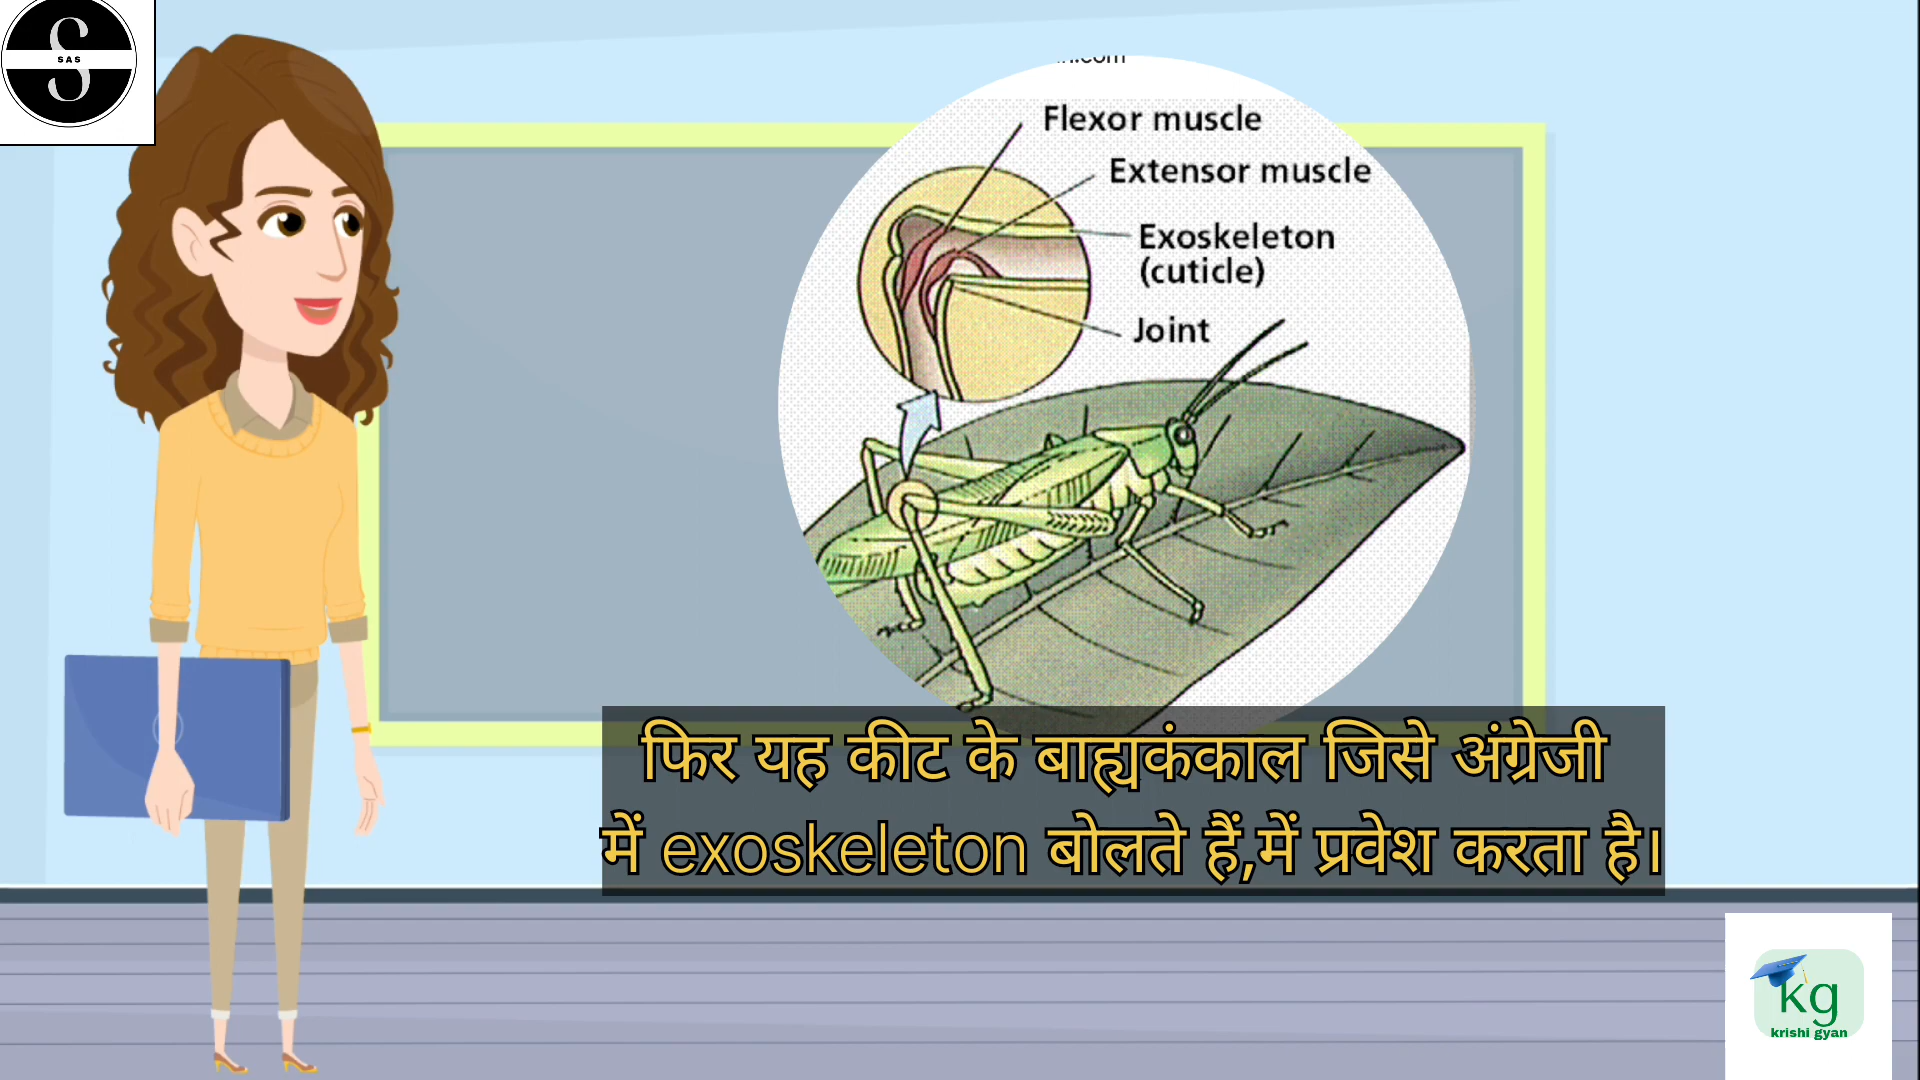 SAS
Flexor muscle
Extensor muscle
Exoskeleton
(cuticle)
Joint
फिर यह कीट के बाह्यकंकाल जिसे अंग्रेजी
में exoskeleton बोलते हैं,में प्रवेश करता है।
kg
krishi gyan